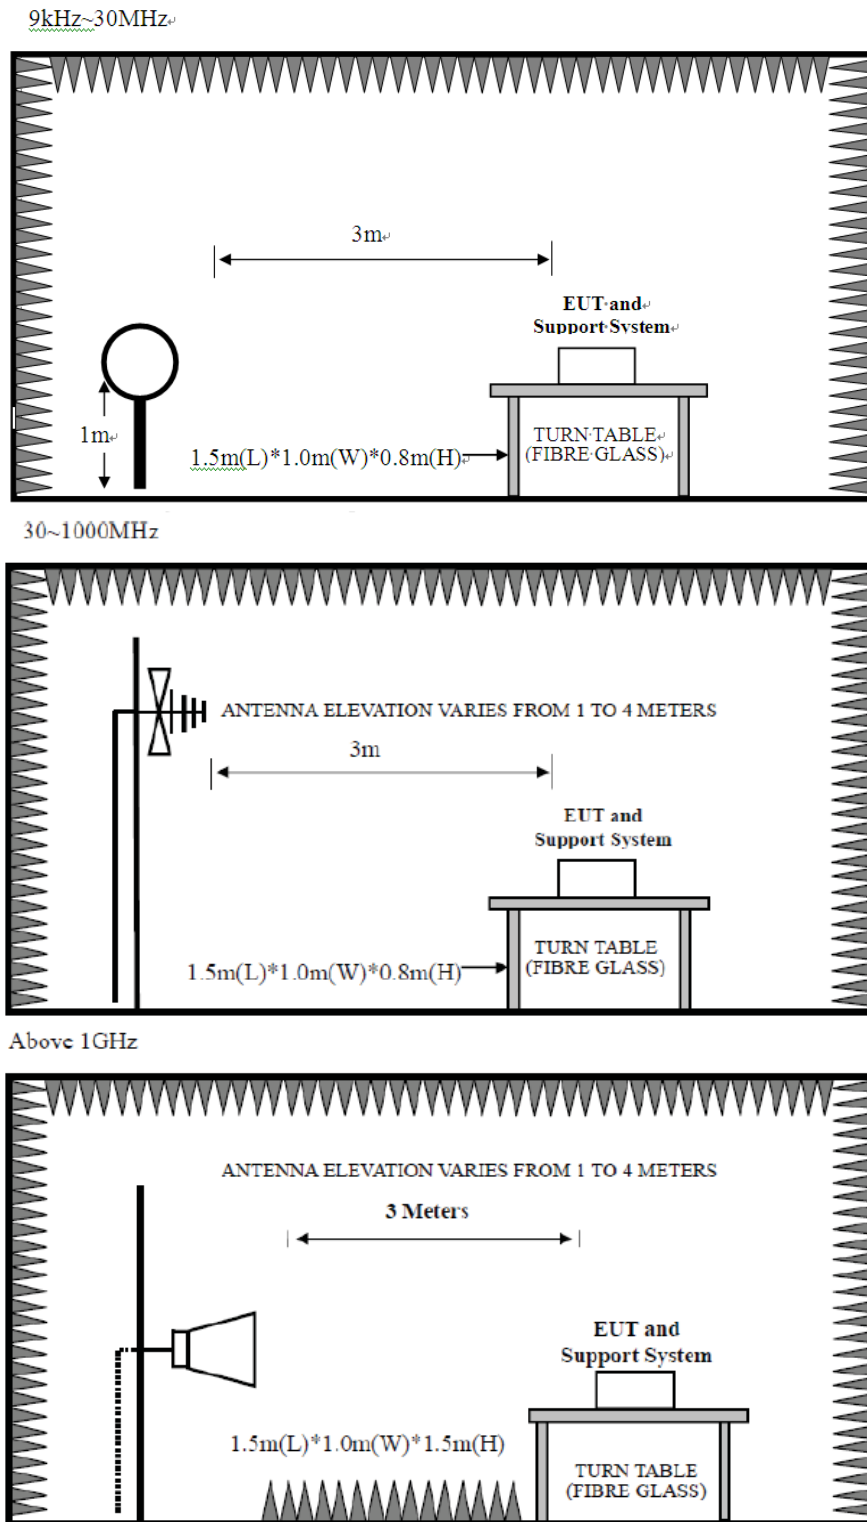 9kHz~30MHz
3m
EUT and
Support System
1m
TURN TABLE
1.5m(L)*1.0m(W)*0.8m(H)
(FIBRE GLASS)
30~1000MHz
ANTENNA ELEVATION VARIES FROM 1 TO 4 METERS
3m
EUT and
Support System
TURN TABLE
1.5m(L)*1.0m(W)*0.8m(H)
(FIBRE GLASS)
Above 1GHz
ANTENNA ELEVATION VARIES FROM 1 TO 4 METERS
3 Meters
EUT and
Support System
1.5m(L)*1.0m(W)*1.5m(H)
TURN TABLE
(FIBRE GLASS)